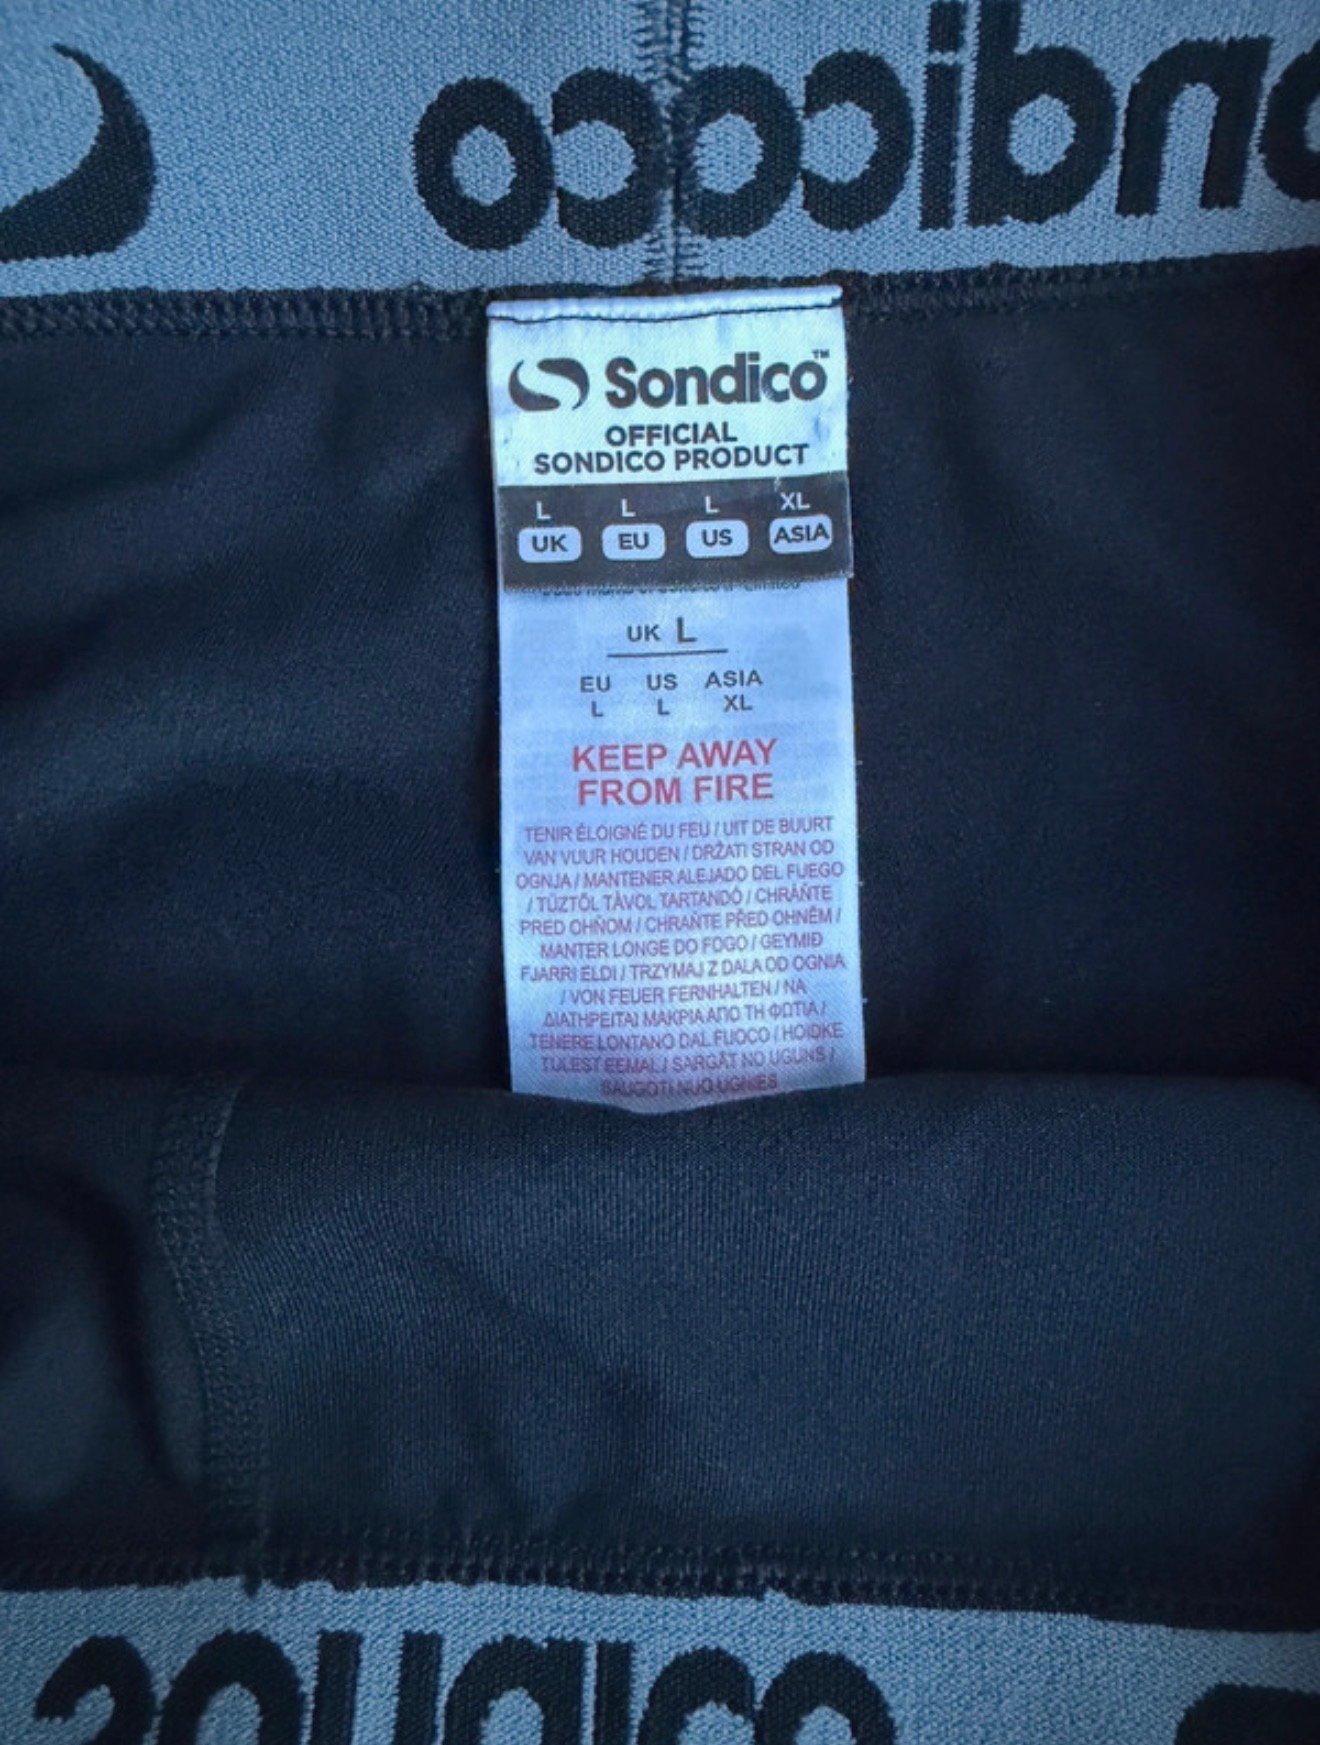 Sondico™
OFFICIAL
SONDICO PRODUCT
L L L XL
UK EU US ASIA
UK L
EU US ASIA
L L XL
KEEP AWAY
FROM FIRE
TENIR ÉLOIGNÉ DU FEU / UIT DE BUURT
VAN VUUR HOUDEN / DRŽATI STRAN OD
OGNJA / MANTENER ALEJADO DEL FUEGO
/ TŰZTŐL TÁVOL TARTANDÓ / CHRÁŇTE
PRED OHŇOM / CHRAŇTE PŘED OHNĚM /
MANTER LONGE DO FOGO / GEYMIÐ
FJARRI ELDI / TRZYMAJ Z DALA OD OGNIA
/ VON FEUER FERNHALTEN / NA
ΔΙΑΤΗΡΕΙΤΑΙ ΜΑΚΡΙΑ ΑΠΟ ΤΗ ΦΩΤΙΑ /
TENERE LONTANO DAL FUOCO / HOIDKE
TULEST EEMAL / SARGĀT NO UGUNS /
SAUGOTI NUO UGNIES